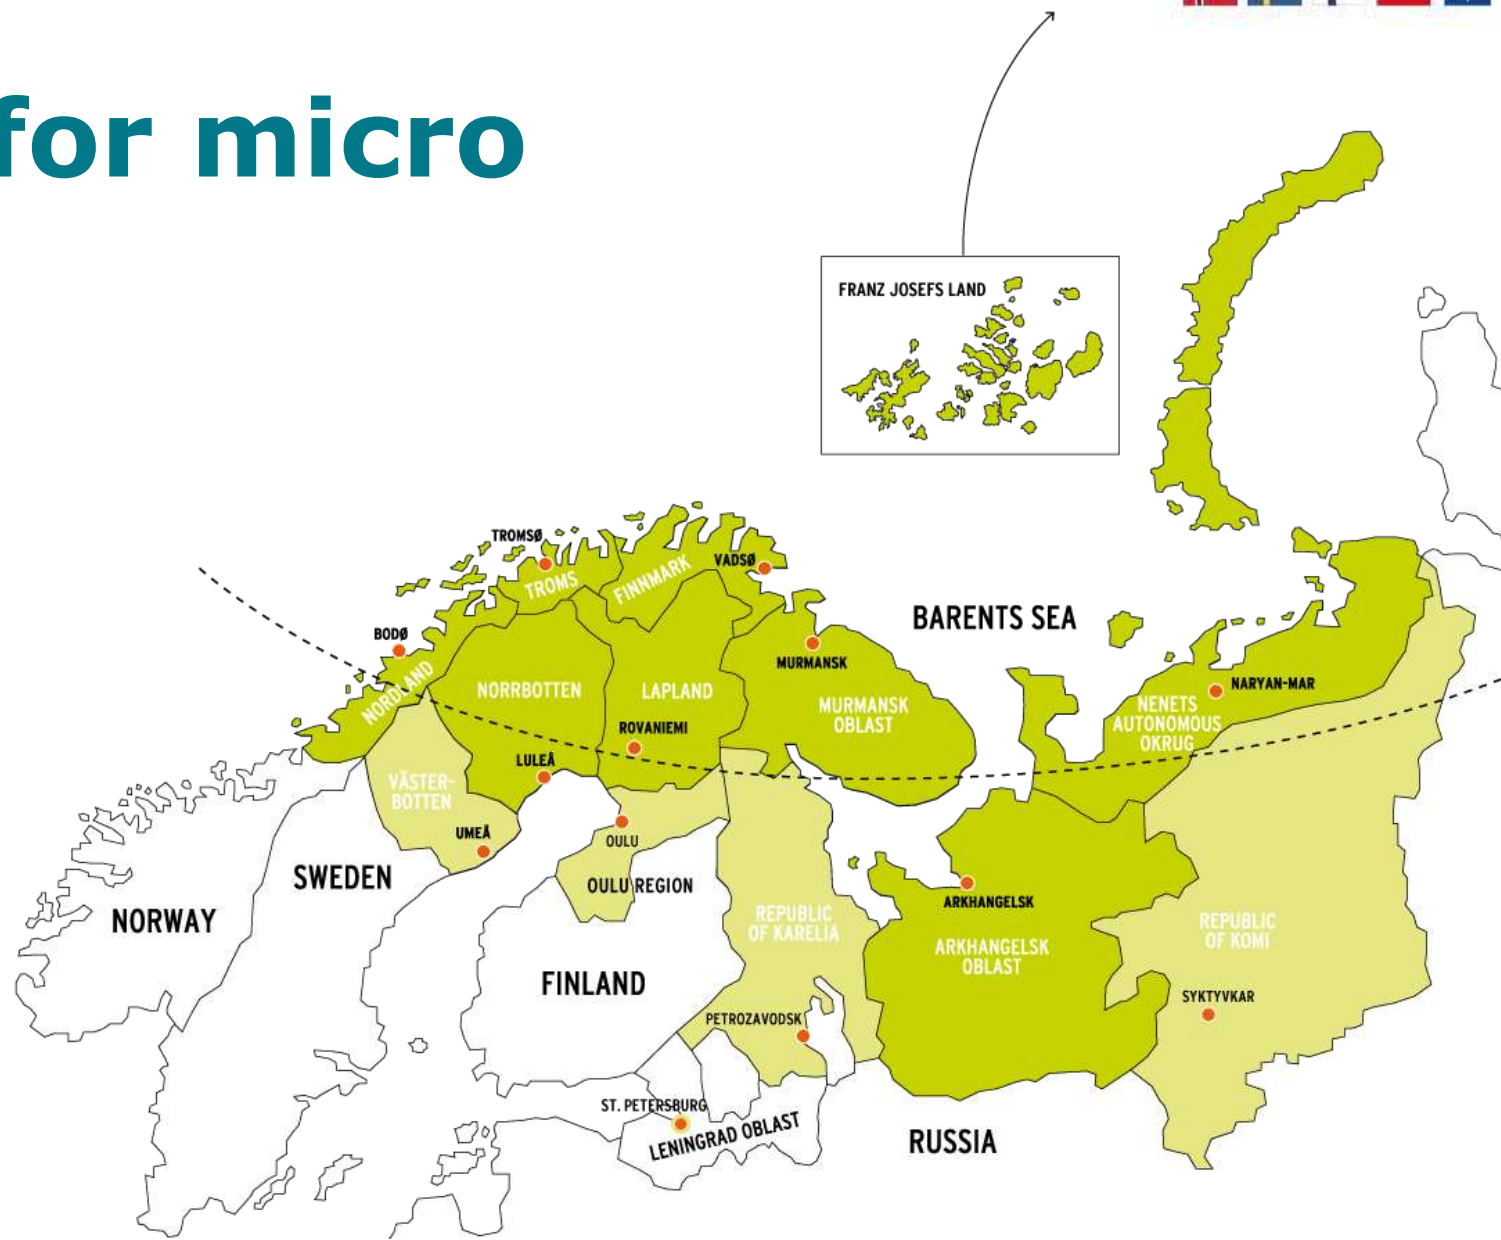 for micro
FRANZ JOSEFS LAND
TROMSØ
TROMS
FINNMARK
VADSØ
BODØ
NORDLAND
BARENTS SEA
MURMANSK
NORRBOTTEN
LAPLAND
MURMANSK
OBLAST
NARYAN-MAR
NENETS
AUTONOMOUS
OKRUG
ROVANIEMI
LULEÅ
VÄSTER-
BOTTEN
UMEÅ
OULU
OULU REGION
SWEDEN
NORWAY
FINLAND
ARKHANGELSK
ARKHANGELSK
OBLAST
REPUBLIC
OF KARELIA
REPUBLIC
OF KOMI
SYKTYVKAR
PETROZAVODSK
ST. PETERSBURG
LENINGRAD OBLAST
RUSSIA